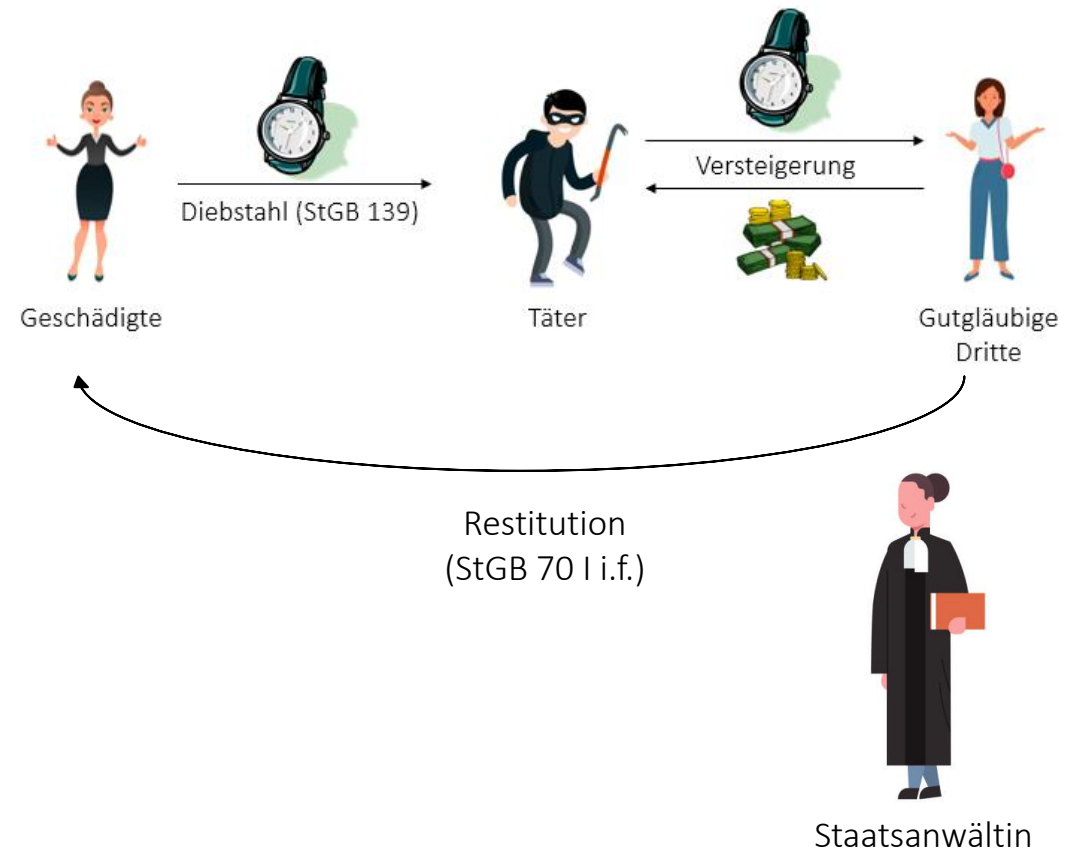 Versteigerung
Diebstahl (StGB 139)
Geschädigte
Täter
Gutgläubige
Dritte
Restitution
(StGB 70 I i.f.)
Staatsanwältin